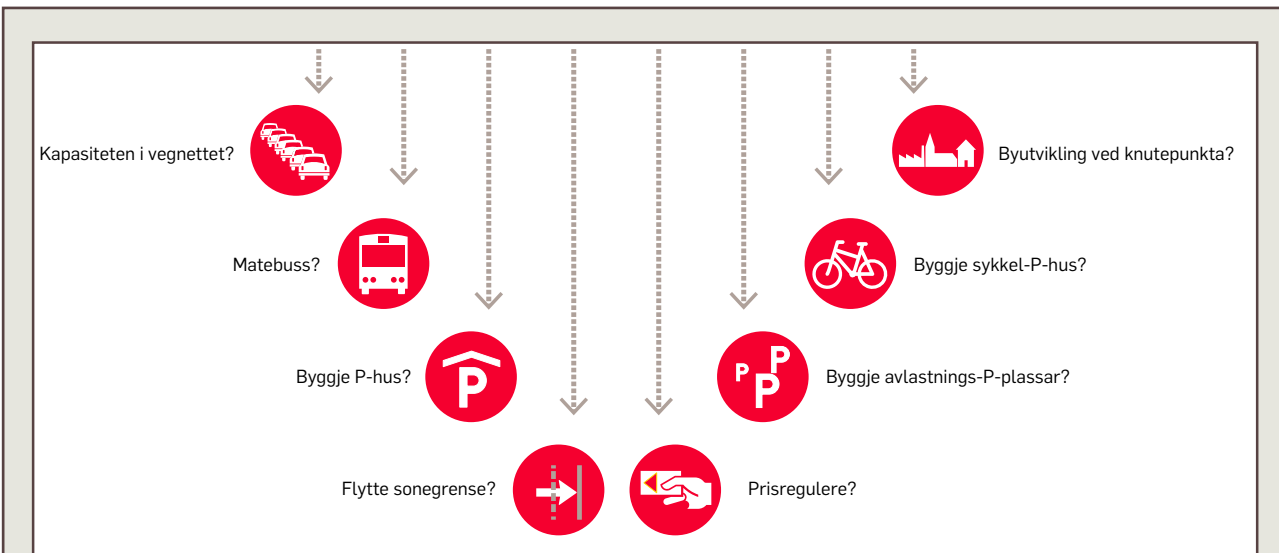 Kapasiteten i vegnettet?
Byutvikling ved knutepunkta?
Matebuss?
Byggje sykkel-P-hus?
Byggje P-hus?
P
P
P
P
Byggje avlastnings-P-plassar?
Flytte sonegrense?
Prisregulere?